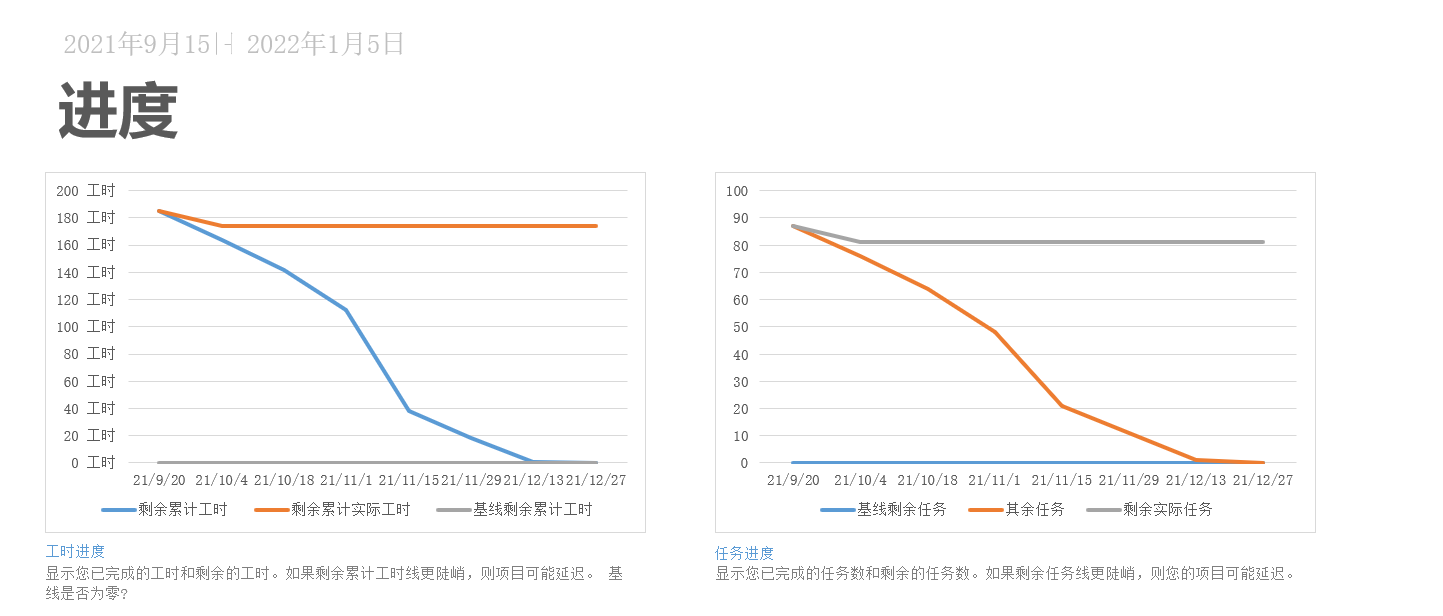 2021年9月15日- 2022年1月5日
进度
200 工时
180 工时
160 工时
140 工时
120 工时
100 工时
80 工时
60 工时
40 工时
20 工时
0 工时
21/9/20 21/10/4 21/10/18 21/11/1 21/11/15 21/11/29 21/12/13 21/12/27
剩余累计工时 剩余累计实际工时 基线剩余累计工时
工时进度
显示您已完成的工时和剩余的工时。如果剩余累计工时线更陡峭，则项目可能延迟。 基
线是否为零?
100
90
80
70
60
50
40
30
20
10
0
21/9/20 21/10/4 21/10/18 21/11/1 21/11/15 21/11/29 21/12/13 21/12/27
基线剩余任务 其余任务 剩余实际任务
任务进度
显示您已完成的任务数和剩余的任务数。如果剩余任务线更陡峭，则您的项目可能延迟。